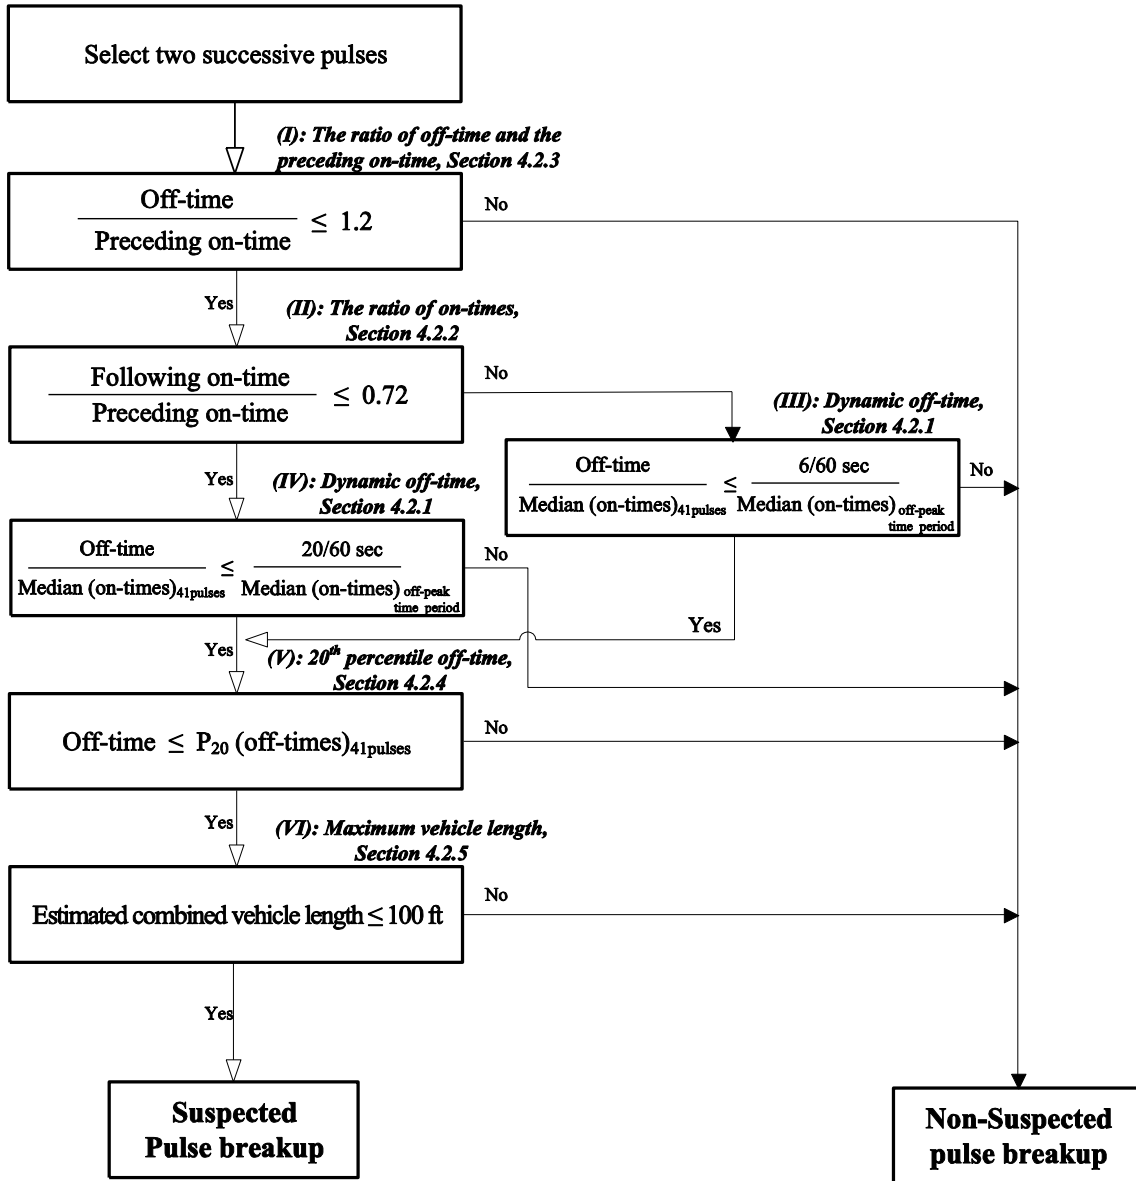 Select two successive pulses
(I): The ratio of off-time and the
preceding on-time, Section 4.2.3
Off-time
Preceding on-time
≤ 1.2
No
Yes
(II): The ratio of on-times,
Section 4.2.2
Following on-time
Preceding on-time
≤ 0.72
No
(III): Dynamic off-time,
Section 4.2.1
Off-time
Median (on-times)41pulses
≤
6/60 sec
Median (on-times) off-peak
time period
No
Yes
Yes
(IV): Dynamic off-time,
Section 4.2.1
Off-time
Median (on-times)41pulses
≤
20/60 sec
Median (on-times) off-peak
time period
No
Yes
(V): 20th percentile off-time,
Section 4.2.4
Off-time ≤ P20 (off-times)41pulses
No
Yes
(VI): Maximum vehicle length,
Section 4.2.5
Estimated combined vehicle length ≤ 100 ft
No
Yes
Suspected
Pulse breakup
Non-Suspected
pulse breakup